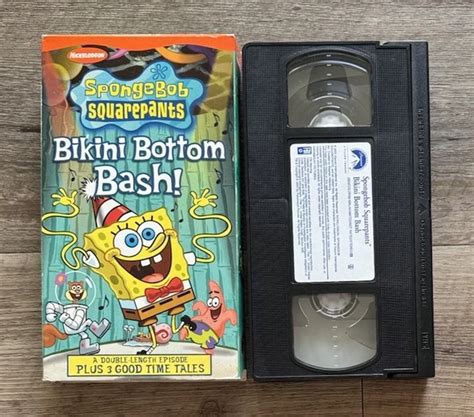 NICKELODEON
SpongeBob
SquarePants
Bikini Bottom
Bash!
A DOUBLE-LENGTH EPISODE
PLUS 3 GOOD TIME TALES
Spongebob Squarepants
Bikini Bottom Bash